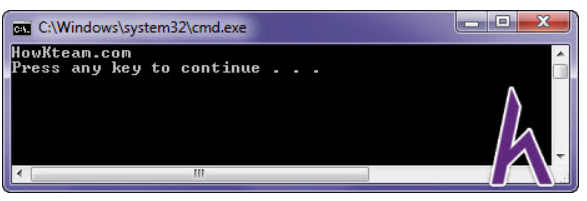 C:\Windows\system32\cmd.exe
HowKteam.com
Press any key to continue . . .